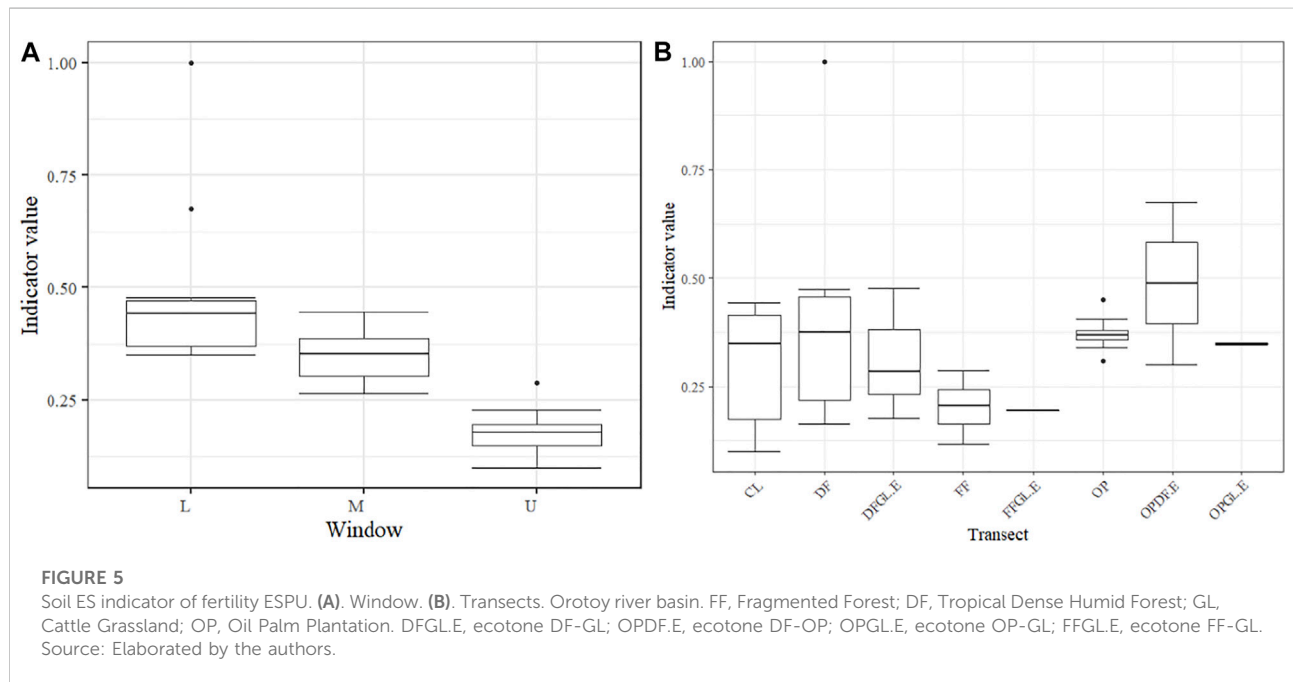 A
1.00
0.75
0.50
0.25
Indicator value
L M U
Window
B
1.00
0.75
0.50
0.25
Indicator value
CL DF DFGL.E FF FFGL.E OP OPDF.E OPGL.E
Transect
FIGURE 5
Soil ES indicator of fertility ESPU. (A). Window. (B). Transects. Orotoy river basin. FF, Fragmented Forest; DF, Tropical Dense Humid Forest; GL,
Cattle Grassland; OP, Oil Palm Plantation. DFGL.E, ecotone DF-GL; OPDF.E, ecotone DF-OP; OPGL.E, ecotone OP-GL; FFGL.E, ecotone FF-GL.
Source: Elaborated by the authors.